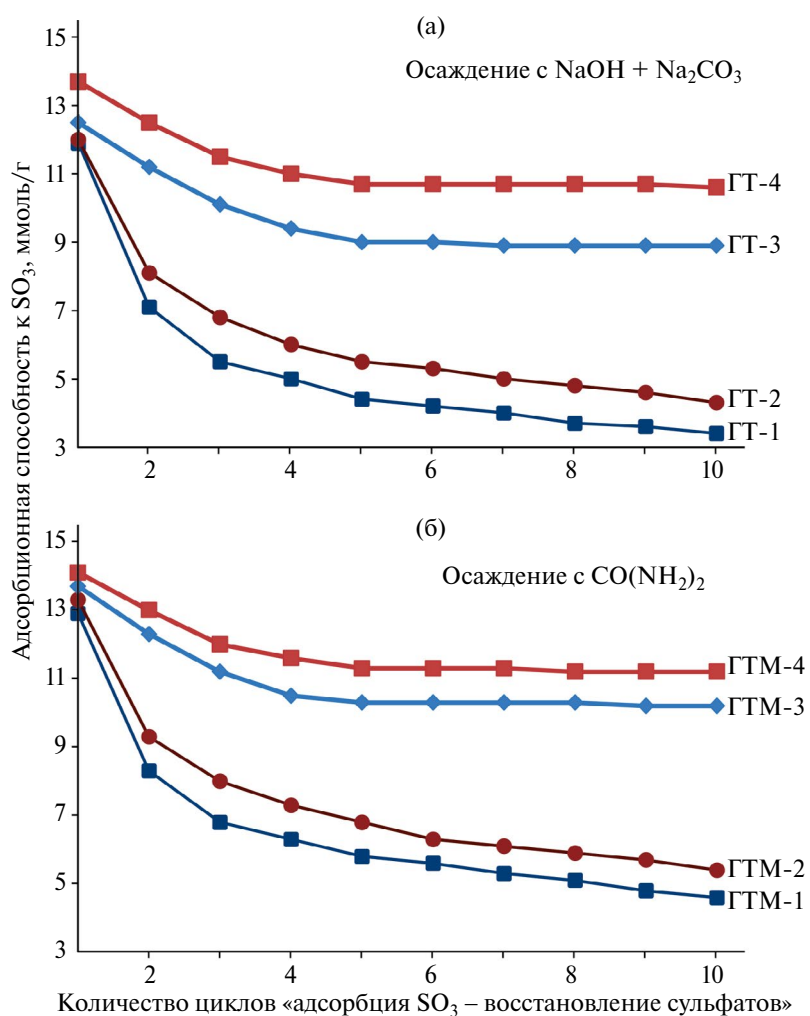 (а)
Осаждение с NaOH + Na₂CO₃
15
13
11
9
7
5
3
ГТ-4
ГТ-3
ГТ-2
ГТ-1
2 4 6 8 10
Адсорбционная способность к SO₃, ммоль/г
(б)
Осаждение с CO(NH₂)₂
15
13
11
9
7
5
3
ГТМ-4
ГТМ-3
ГТМ-2
ГТМ-1
2 4 6 8 10
Количество циклов «адсорбция SO₃ – восстановление сульфатов»